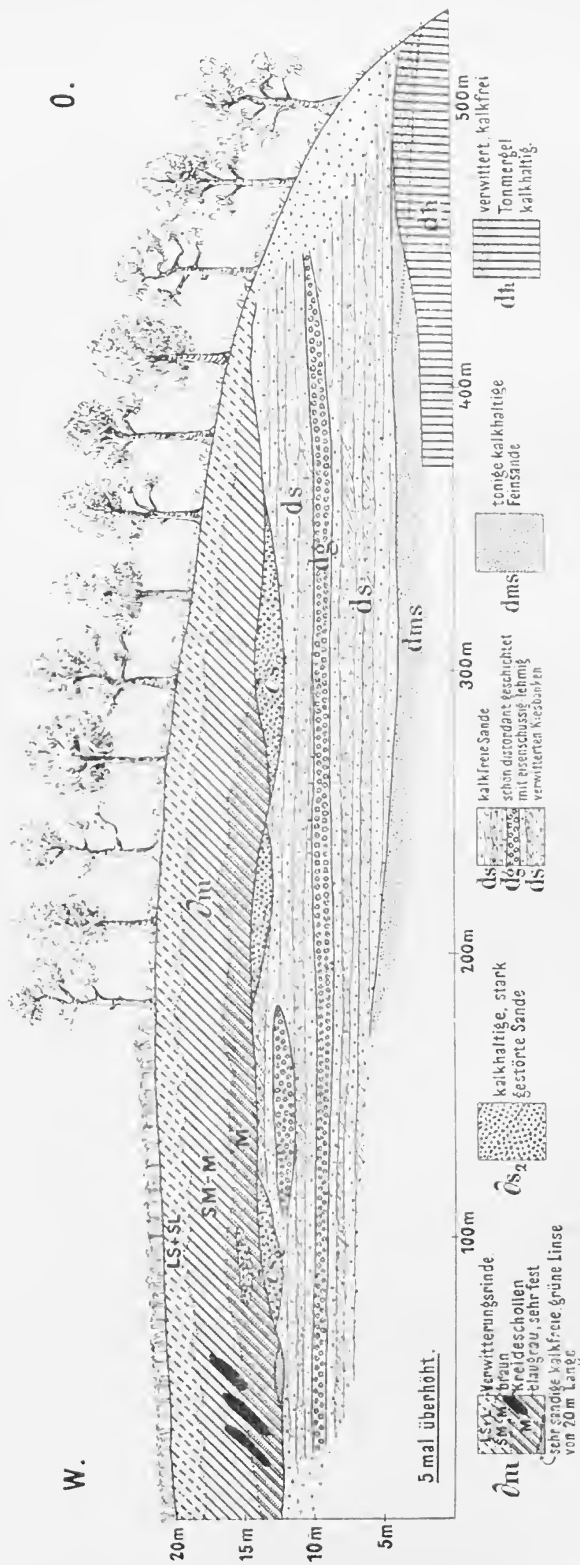 W.
O.
20m
15m
10m
5m
LS+SL
SM=M
M
∂m
∂s₂
∂s₂
ds
dg
ds
dms
dh
5 mal überhöht.
100m
200m
300m
400m
500m
∂m
LS+L Verwitterungsrinde
SM=M braun
Kreideschollen
M blaugrau, sehr fest
sehr sandige kalkfreie, grüne Linse
von 20m Länge
∂s₂
kalkhaltige, stark
gestörte Sande
ds kalkfreie Sande
dg schön discordant geschichtet
mit eisenschüssig lehmig
ds verwitterten Kiesbänken
dms
tonige kalkhaltige
Feinsande
dh
verwittert, kalkfrei
Tonmergel
kalkhaltig.